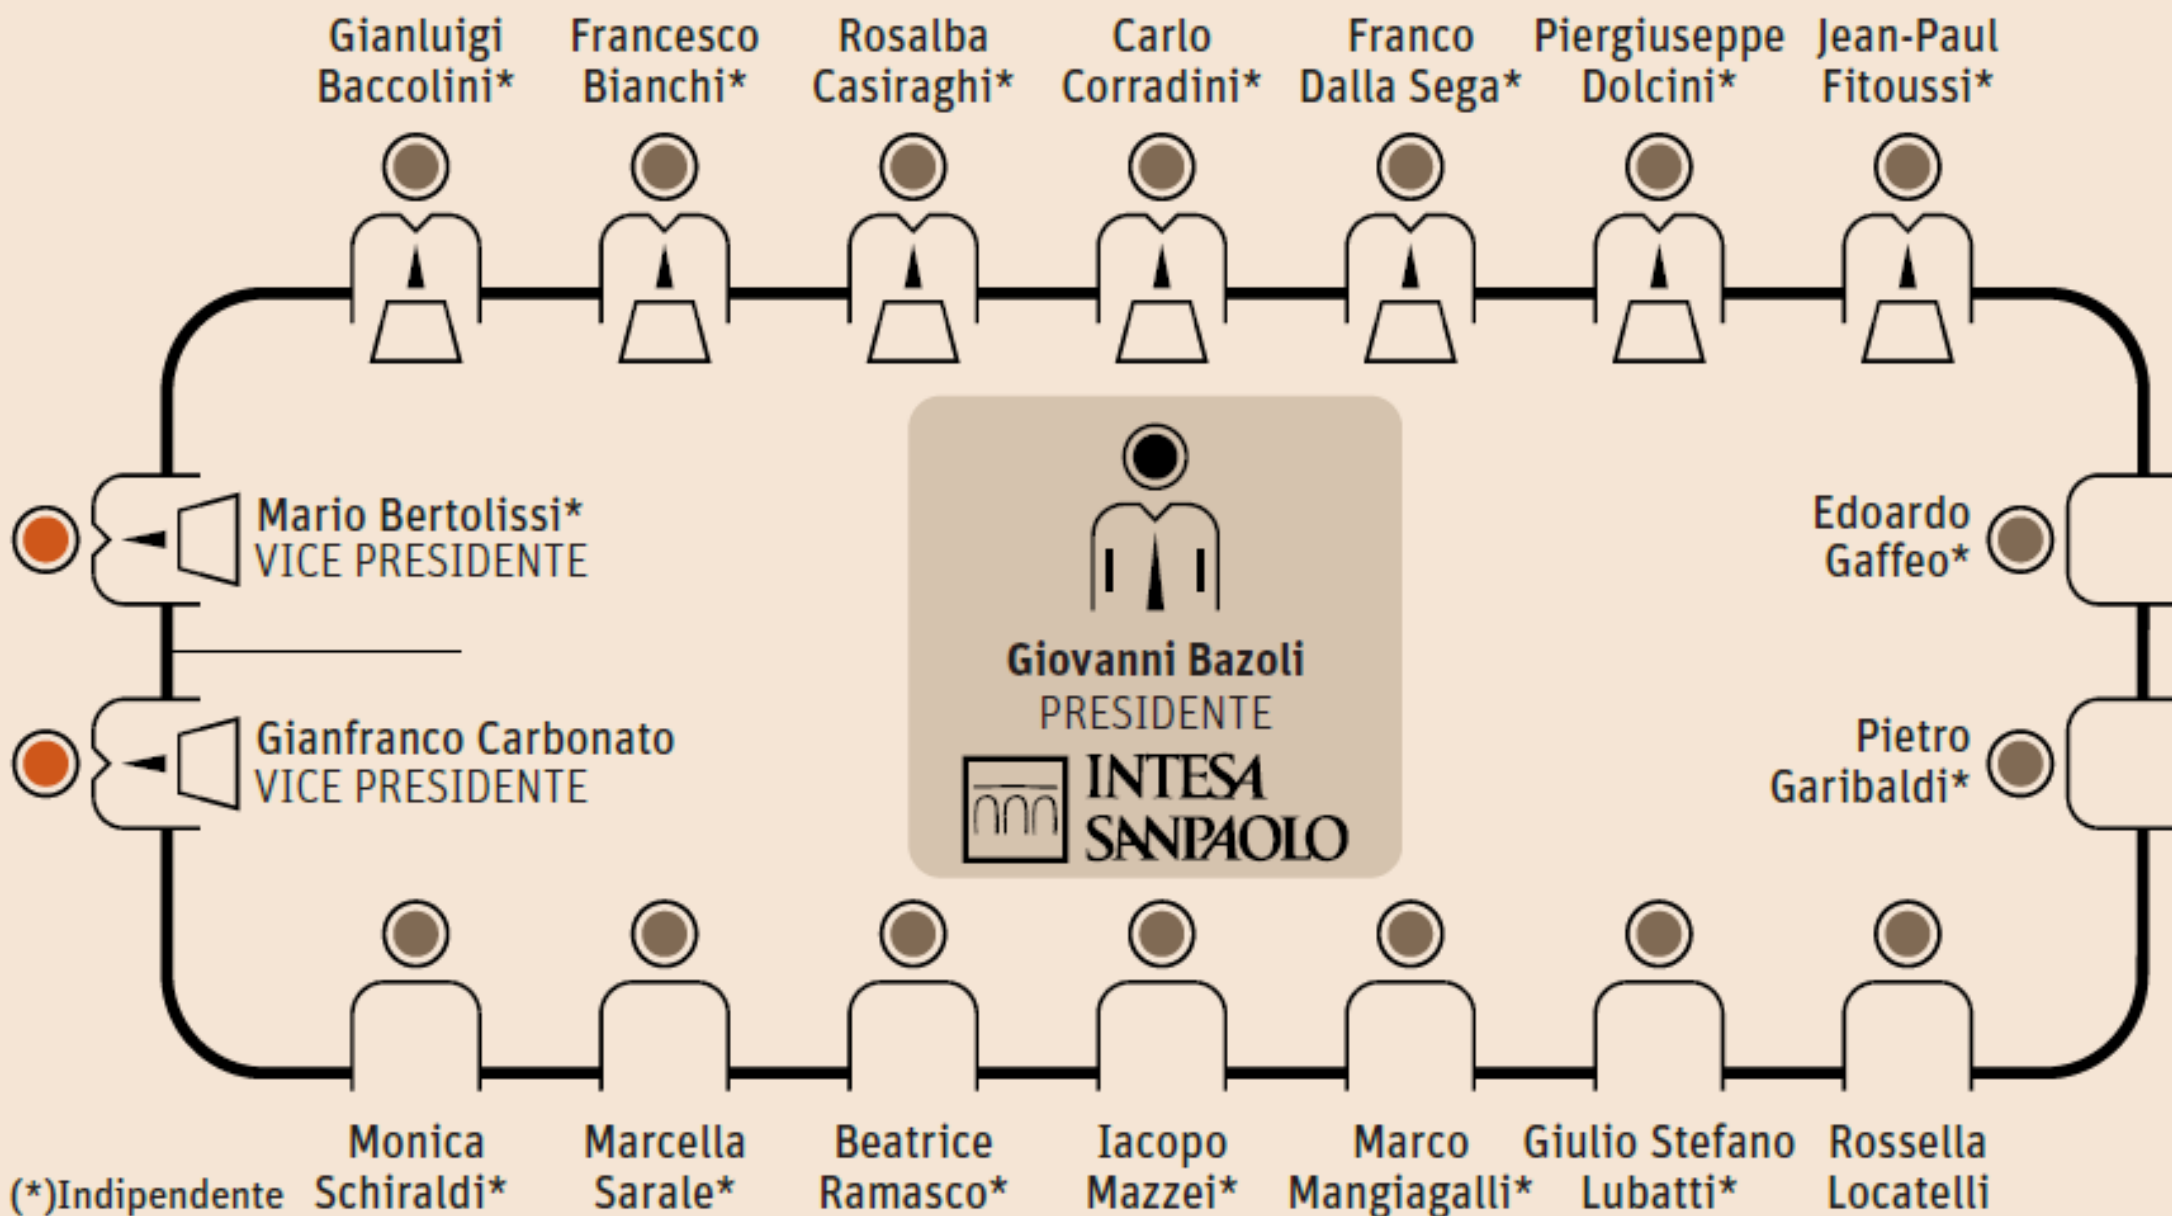 Gianluigi
Baccolini*
Francesco
Bianchi*
Rosalba
Casiraghi*
Carlo
Corradini*
Franco
Dalla Sega*
Piergiuseppe
Dolcini*
Jean-Paul
Fitoussi*
Mario Bertolissi*
VICE PRESIDENTE
Gianfranco Carbonato
VICE PRESIDENTE
Giovanni Bazoli
PRESIDENTE
INTESA
SANPAOLO
Edoardo
Gaffeo*
Pietro
Garibaldi*
(*)Indipendente
Monica
Schiraldi*
Marcella
Sarale*
Beatrice
Ramasco*
Iacopo
Mazzei*
Marco
Mangiagalli*
Giulio Stefano
Lubatti*
Rossella
Locatelli